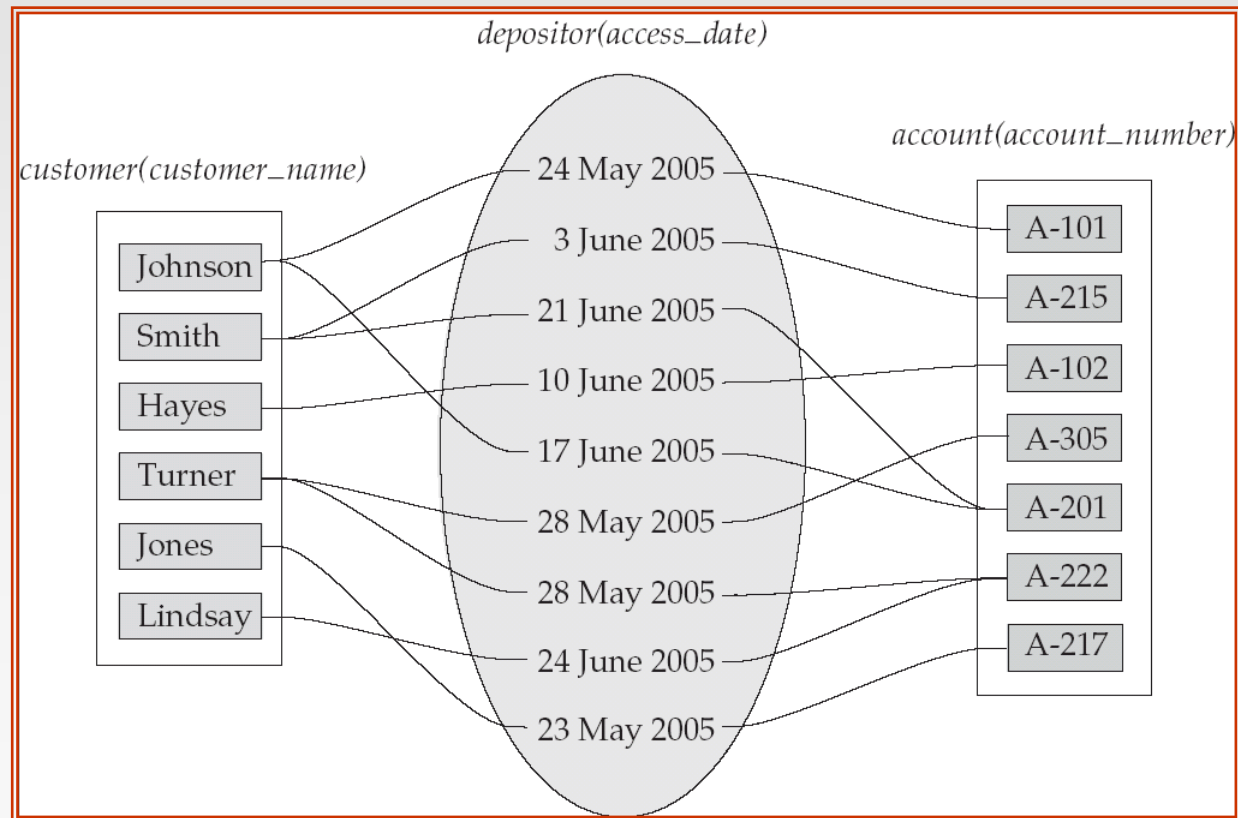 depositor(access_date)
customer(customer_name)
account(account_number)
Johnson
Smith
Hayes
Turner
Jones
Lindsay
24 May 2005
3 June 2005
21 June 2005
10 June 2005
17 June 2005
28 May 2005
28 May 2005
24 June 2005
23 May 2005
A-101
A-215
A-102
A-305
A-201
A-222
A-217